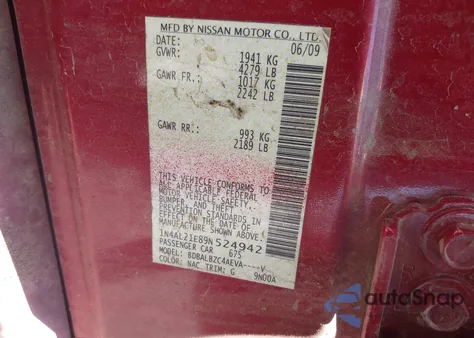 MFD BY NISSAN MOTOR CO., LTD.
06/09
GVWR: 1941 KG
4279 LB
GAWR FR.: 1017 KG
2242 LB
GAWR RR.: 993 KG
2189 LB
THIS VEHICLE CONFORMS TO
ALL APPLICABLE FEDERAL
MOTOR VEHICLE SAFETY,
BUMPER, AND THEFT
PREVENTION STANDARDS IN
EFFECT ON THE DATE OF
MANUFACTURE SHOWN ABOVE.
1N4AL21E89N 524942
PASSENGER CAR 675
MODEL: BDBALBZC4AEVA----V
COLOR: NAC TRIM: G 9N00A
autoSnap